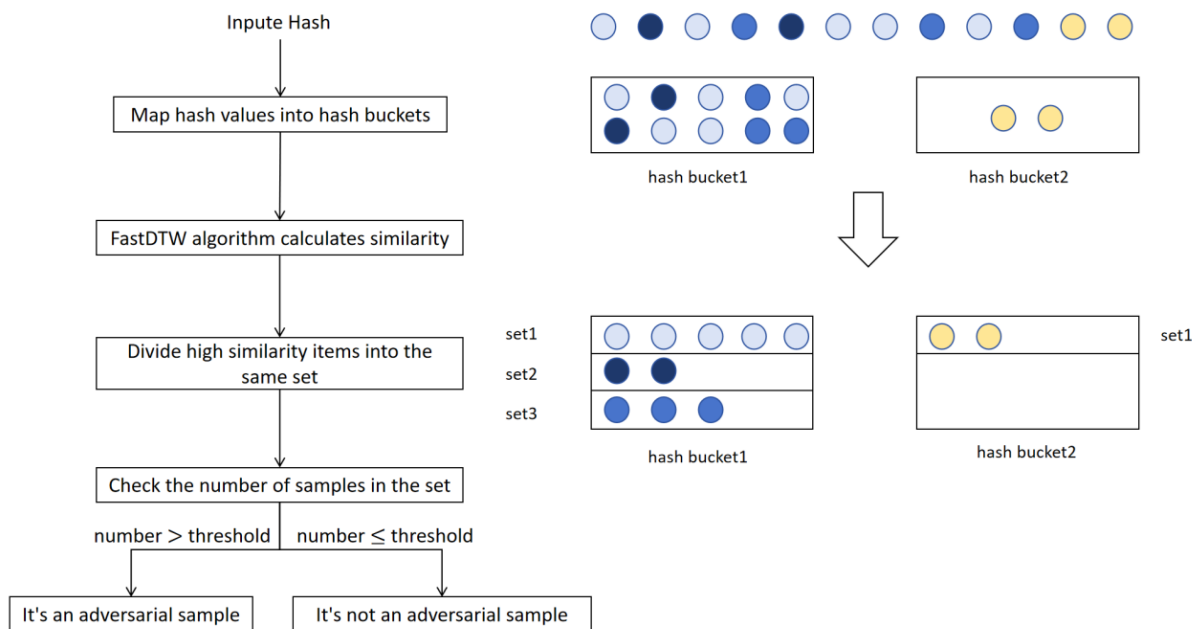 Inpute Hash
Map hash values into hash buckets
FastDTW algorithm calculates similarity
Divide high similarity items into the
same set
Check the number of samples in the set
number > threshold
number ≤ threshold
It's an adversarial sample
It's not an adversarial sample
hash bucket1
hash bucket2
set1
set2
set3
set1
hash bucket1
hash bucket2